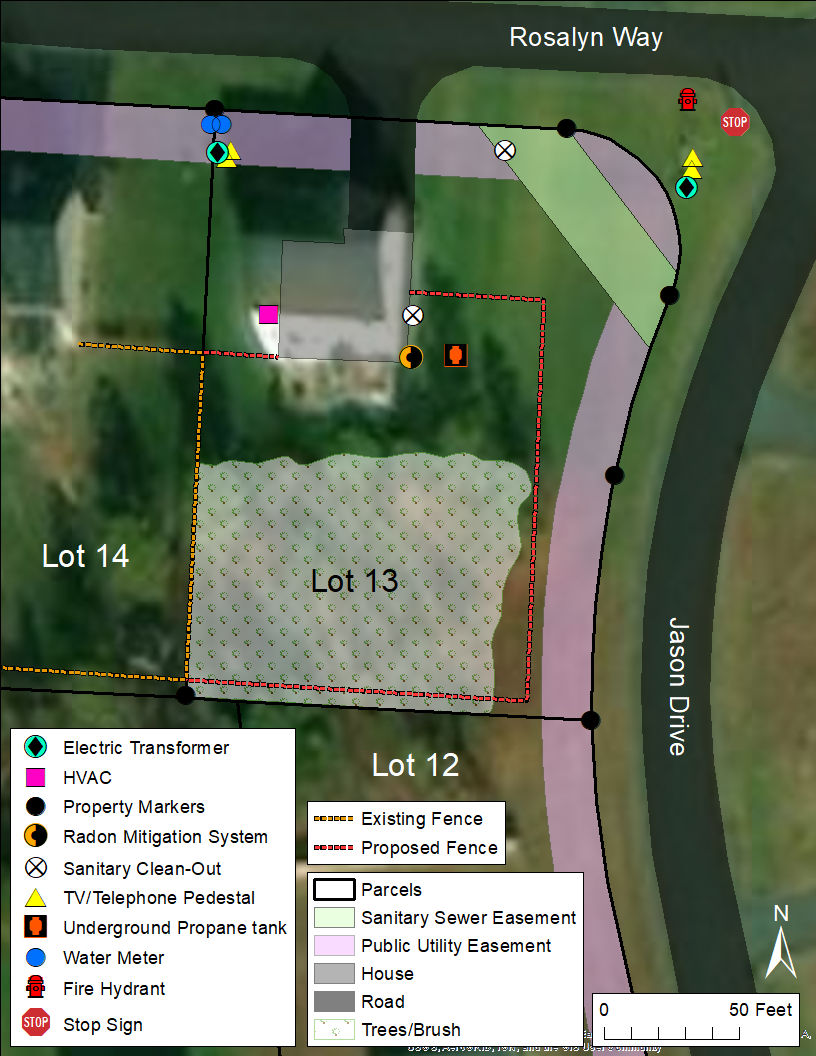 Rosalyn Way
STOP
Lot 14
Lot 13
Jason Drive
Lot 12
Electric Transformer
HVAC
Property Markers
Radon Mitigation System
Sanitary Clean-Out
TV/Telephone Pedestal
Underground Propane tank
Water Meter
Fire Hydrant
STOP Stop Sign
Existing Fence
Proposed Fence
Parcels
Sanitary Sewer Easement
Public Utility Easement
House
Road
Trees/Brush
N
0 50 Feet